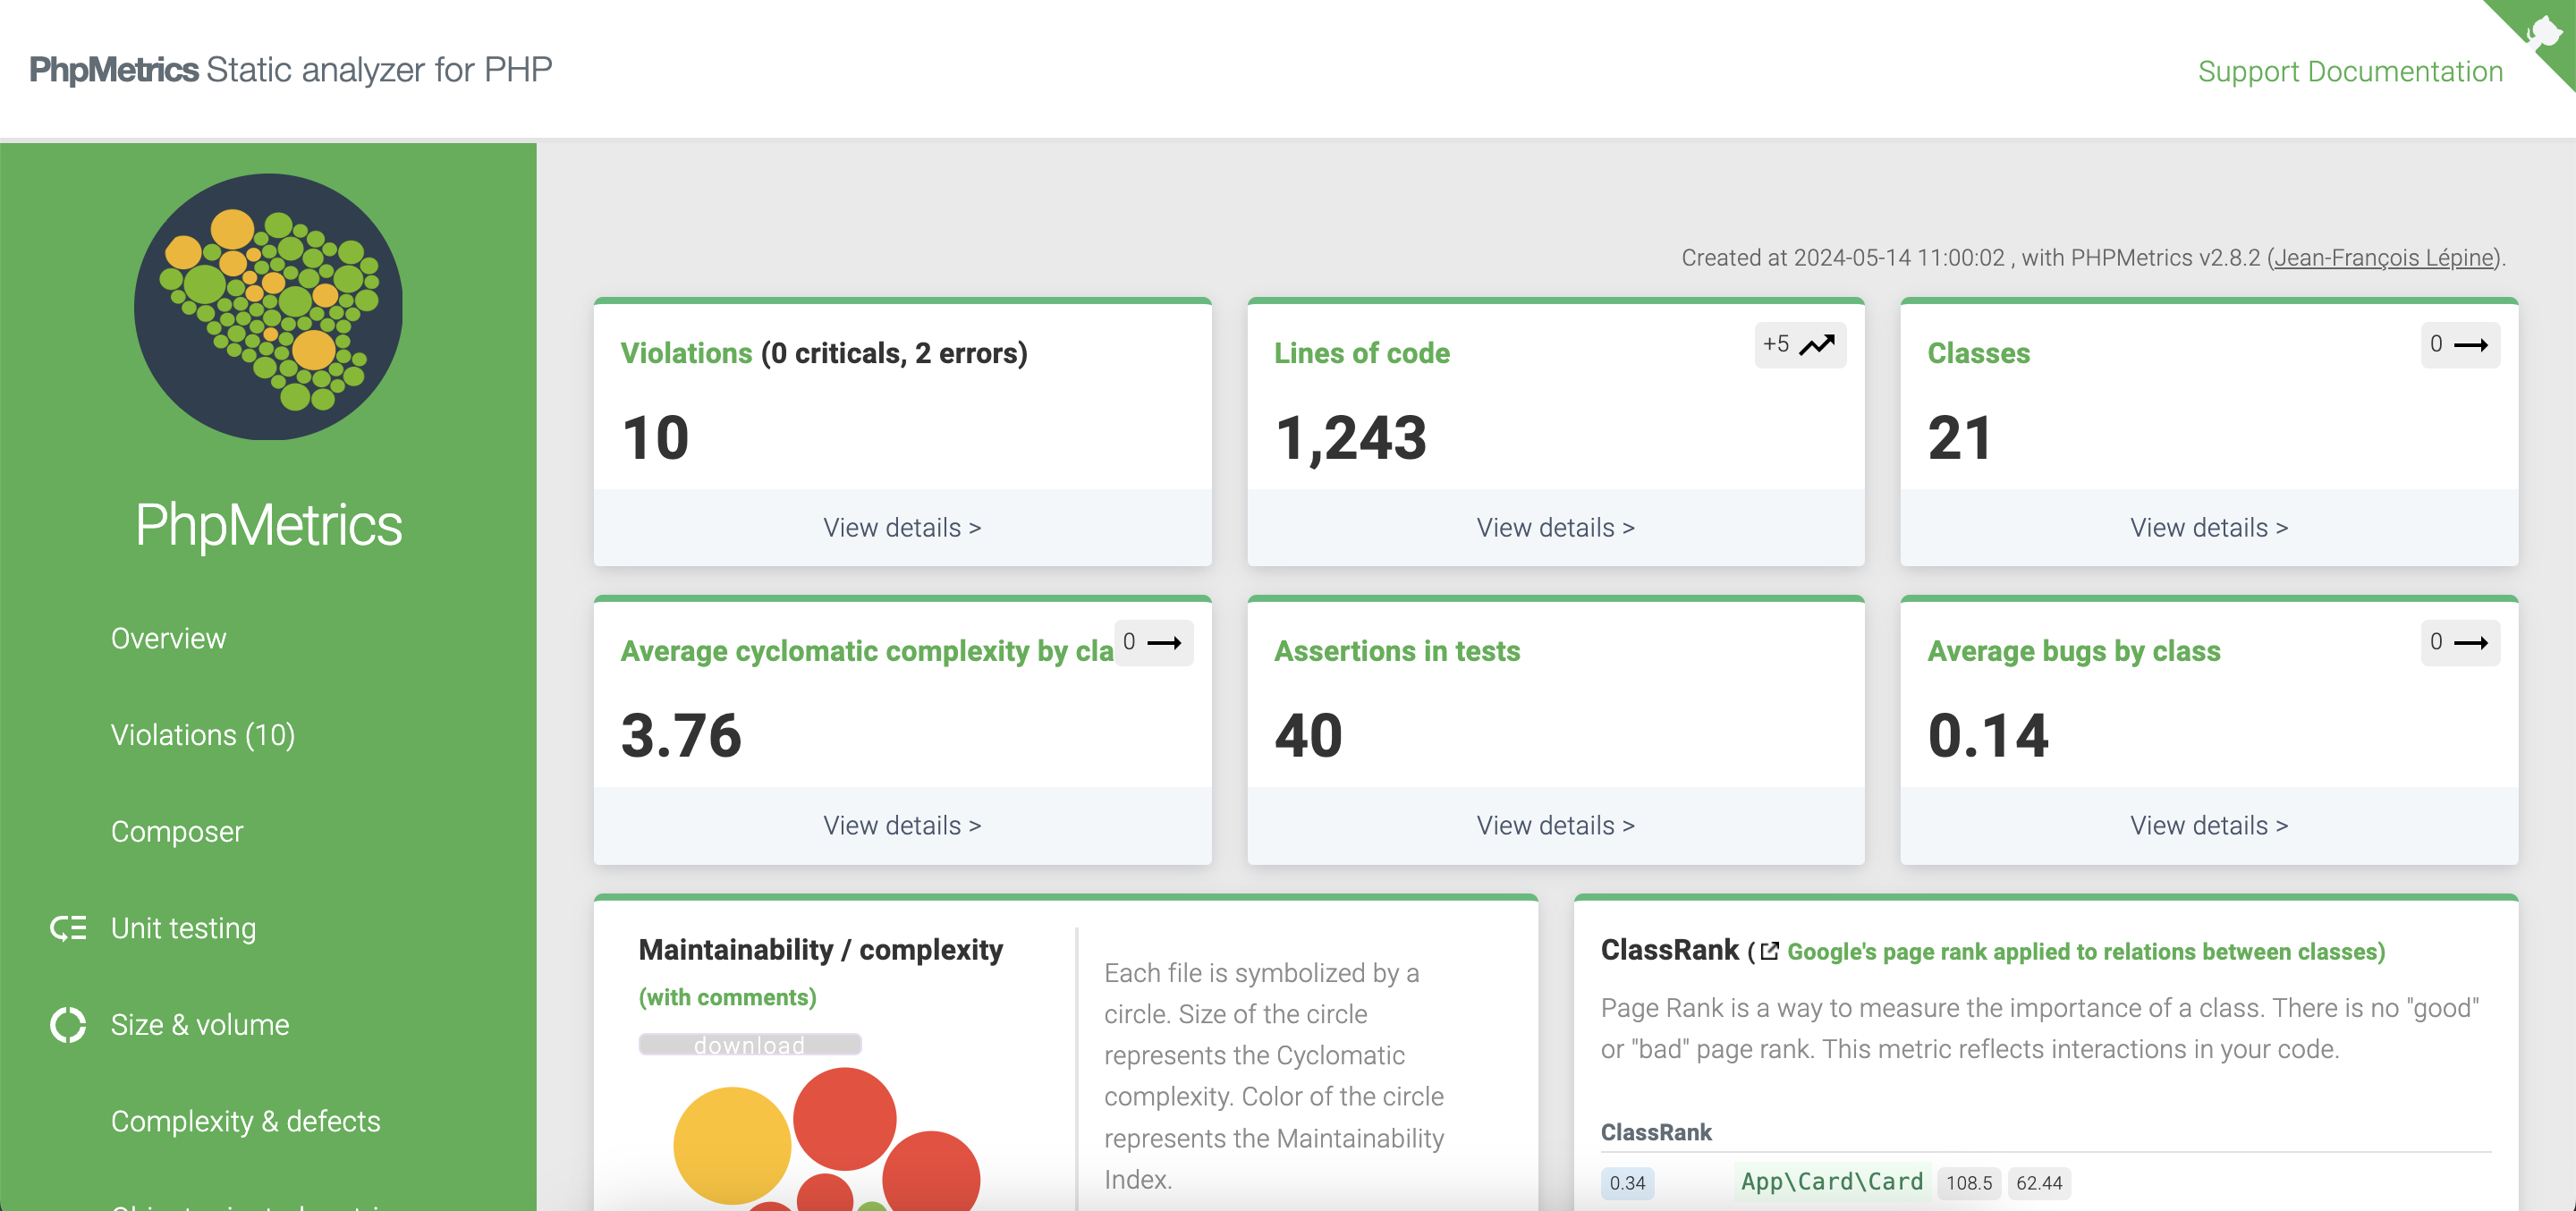 PhpMetrics Static analyzer for PHP
Support Documentation
PhpMetrics
Overview
Violations (10)
Composer
Unit testing
Size & volume
Complexity & defects
Created at 2024-05-14 11:00:02 , with PHPMetrics v2.8.2 (Jean-François Lépine).
Violations (0 criticals, 2 errors)
10
View details >
Lines of code
+5
1,243
View details >
Classes
0
21
View details >
Average cyclomatic complexity by cla
0
3.76
View details >
Assertions in tests
40
View details >
Average bugs by class
0
0.14
View details >
Maintainability / complexity
(with comments)
download
Each file is symbolized by a
circle. Size of the circle
represents the Cyclomatic
complexity. Color of the circle
represents the Maintainability
Index.
ClassRank (Google's page rank applied to relations between classes)
Page Rank is a way to measure the importance of a class. There is no "good"
or "bad" page rank. This metric reflects interactions in your code.
ClassRank
0.34 App\Card\Card 108.5 62.44